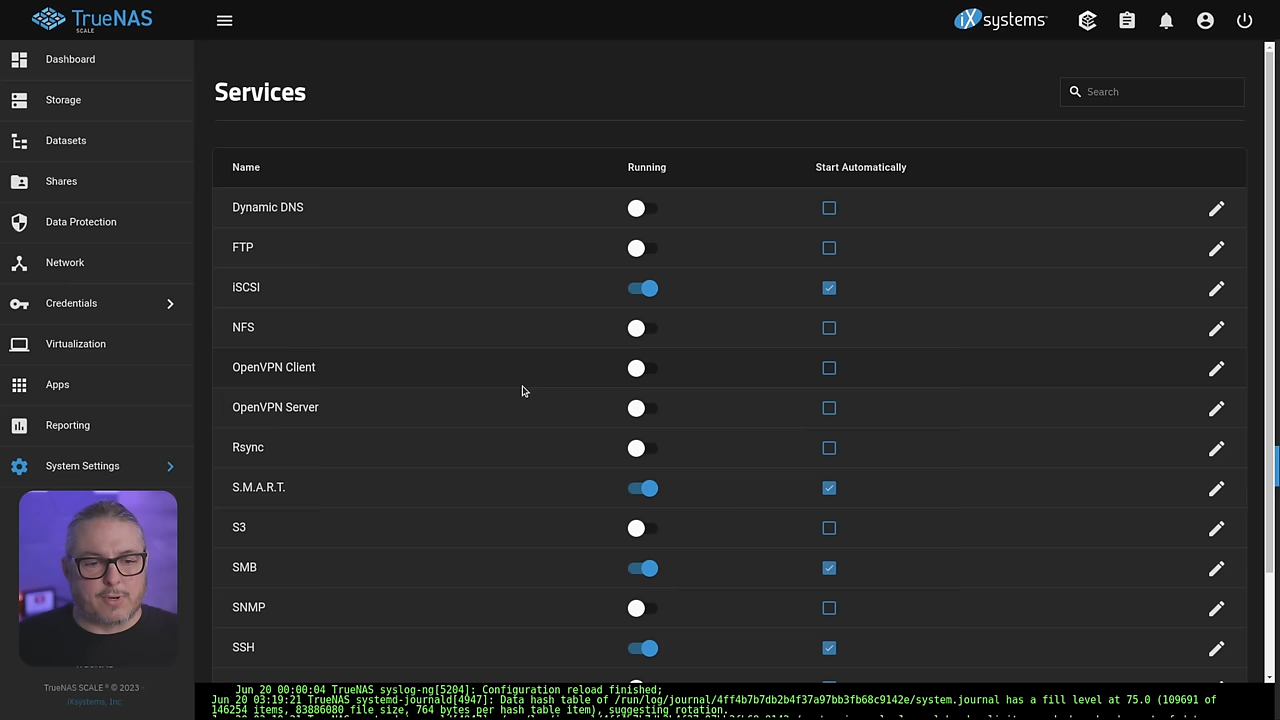 TrueNAS
SCALE
iXsystems
Dashboard
Storage
Datasets
Shares
Data Protection
Network
Credentials
Virtualization
Apps
Reporting
System Settings
TrueNAS SCALE ® © 2023 -
iXsystems, Inc.
Services
Search
Name Running Start Automatically
Dynamic DNS
FTP
iSCSI
NFS
OpenVPN Client
OpenVPN Server
Rsync
S.M.A.R.T.
S3
SMB
SNMP
SSH
Jun 20 00:00:04 TrueNAS syslog-ng[5204]: Configuration reload finished;
Jun 20 03:19:21 TrueNAS systemd-journald[4947]: Data hash table of /run/log/journal/4ff4b7b7db2b4f37a97bb3fb68c9142e/system.journal has a fill level at 75.0 (109691 of
146254 items, 83886080 file size, 764 bytes per hash table item), suggesting rotation.